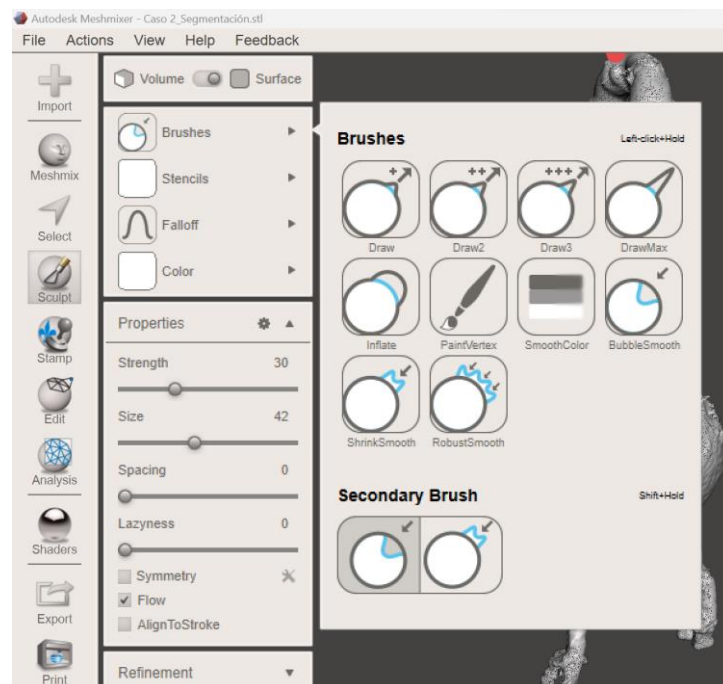 Autodesk Meshmixer - Caso 2_Segmentación.stl
File Actions View Help Feedback
Import
Meshmix
Select
Sculpt
Stamp
Edit
Analysis
Shaders
Export
Print
Volume Surface
Brushes
Stencils
Falloff
Color
Properties
Strength 30
Size 42
Spacing 0
Lazyness 0
Symmetry
Flow
AlignToStroke
Refinement
Brushes Left-click+Hold
Draw Draw2 Draw3 DrawMax
Inflate PaintVertex SmoothColor BubbleSmooth
ShrinkSmooth RobustSmooth
Secondary Brush Shift+Hold